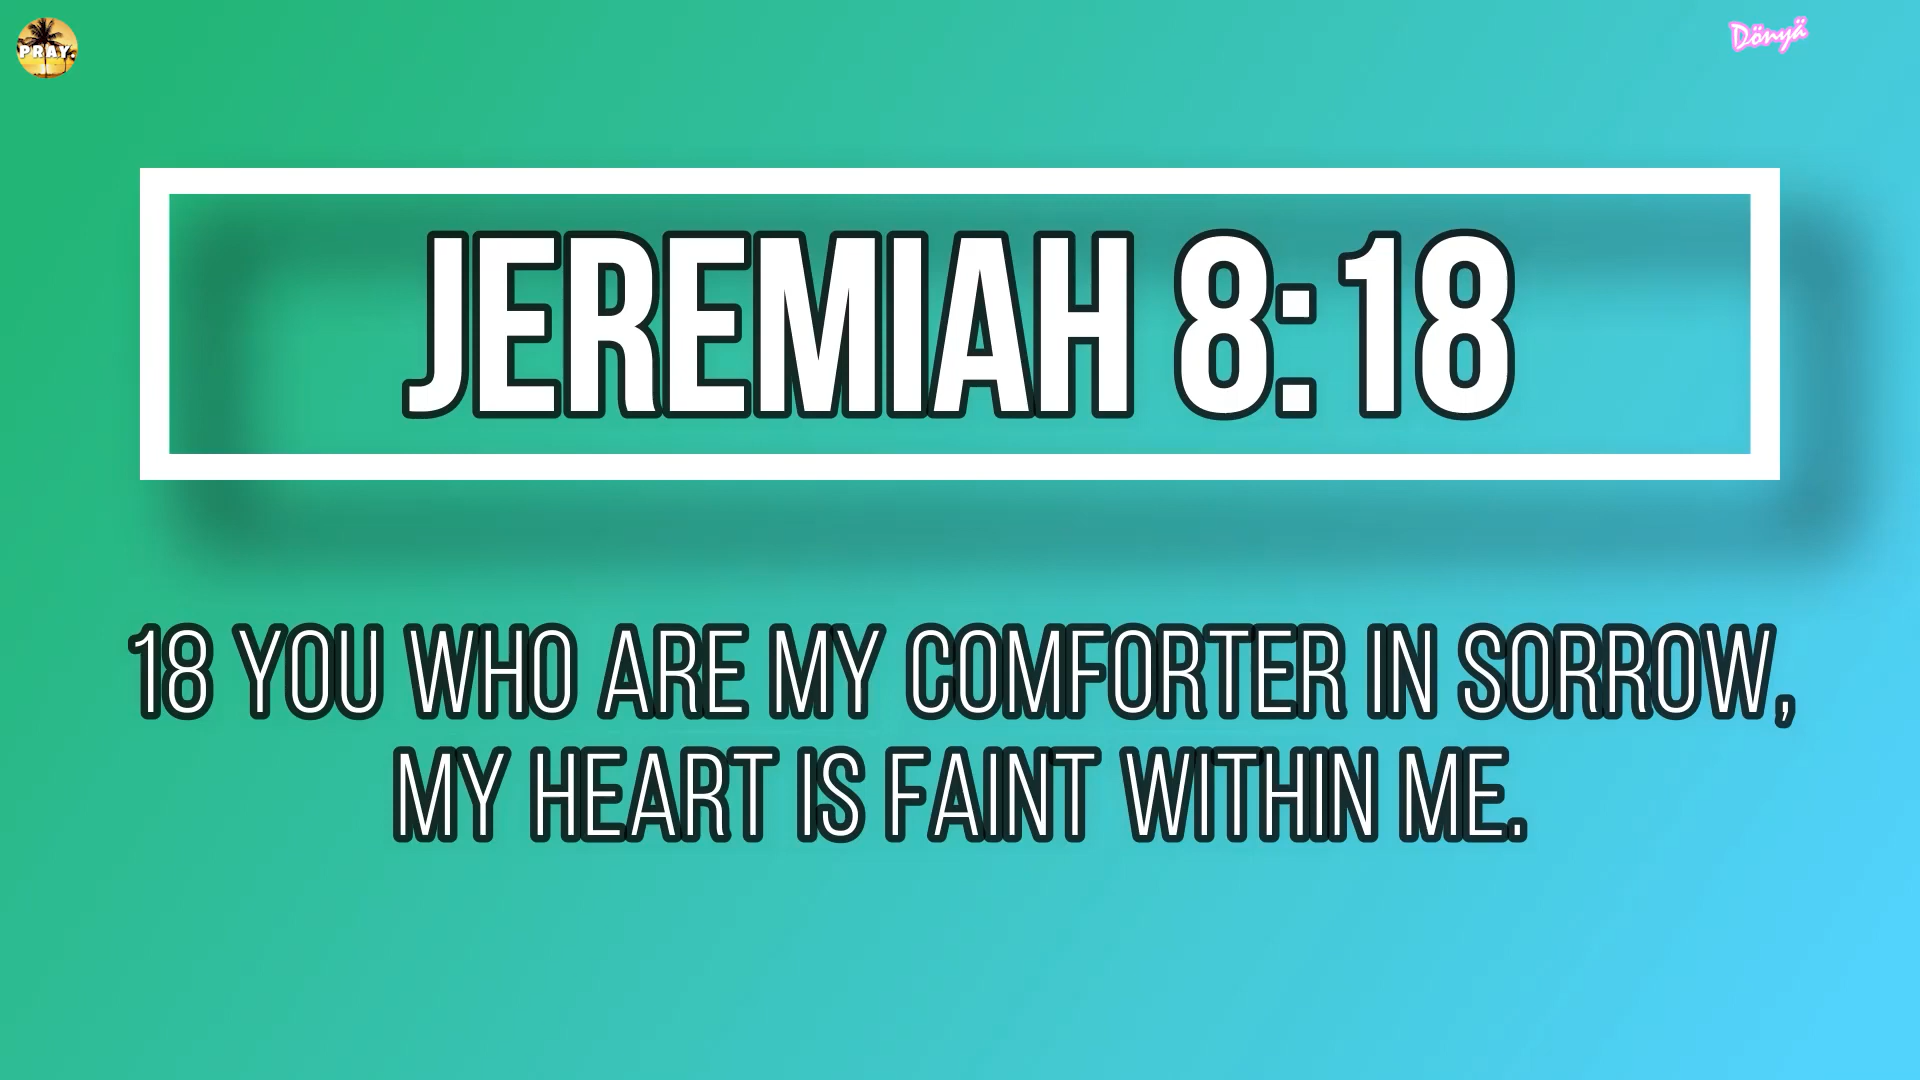 PRAY.
Dönyä
JEREMIAH 8:18
18 YOU WHO ARE MY COMFORTER IN SORROW,
MY HEART IS FAINT WITHIN ME.